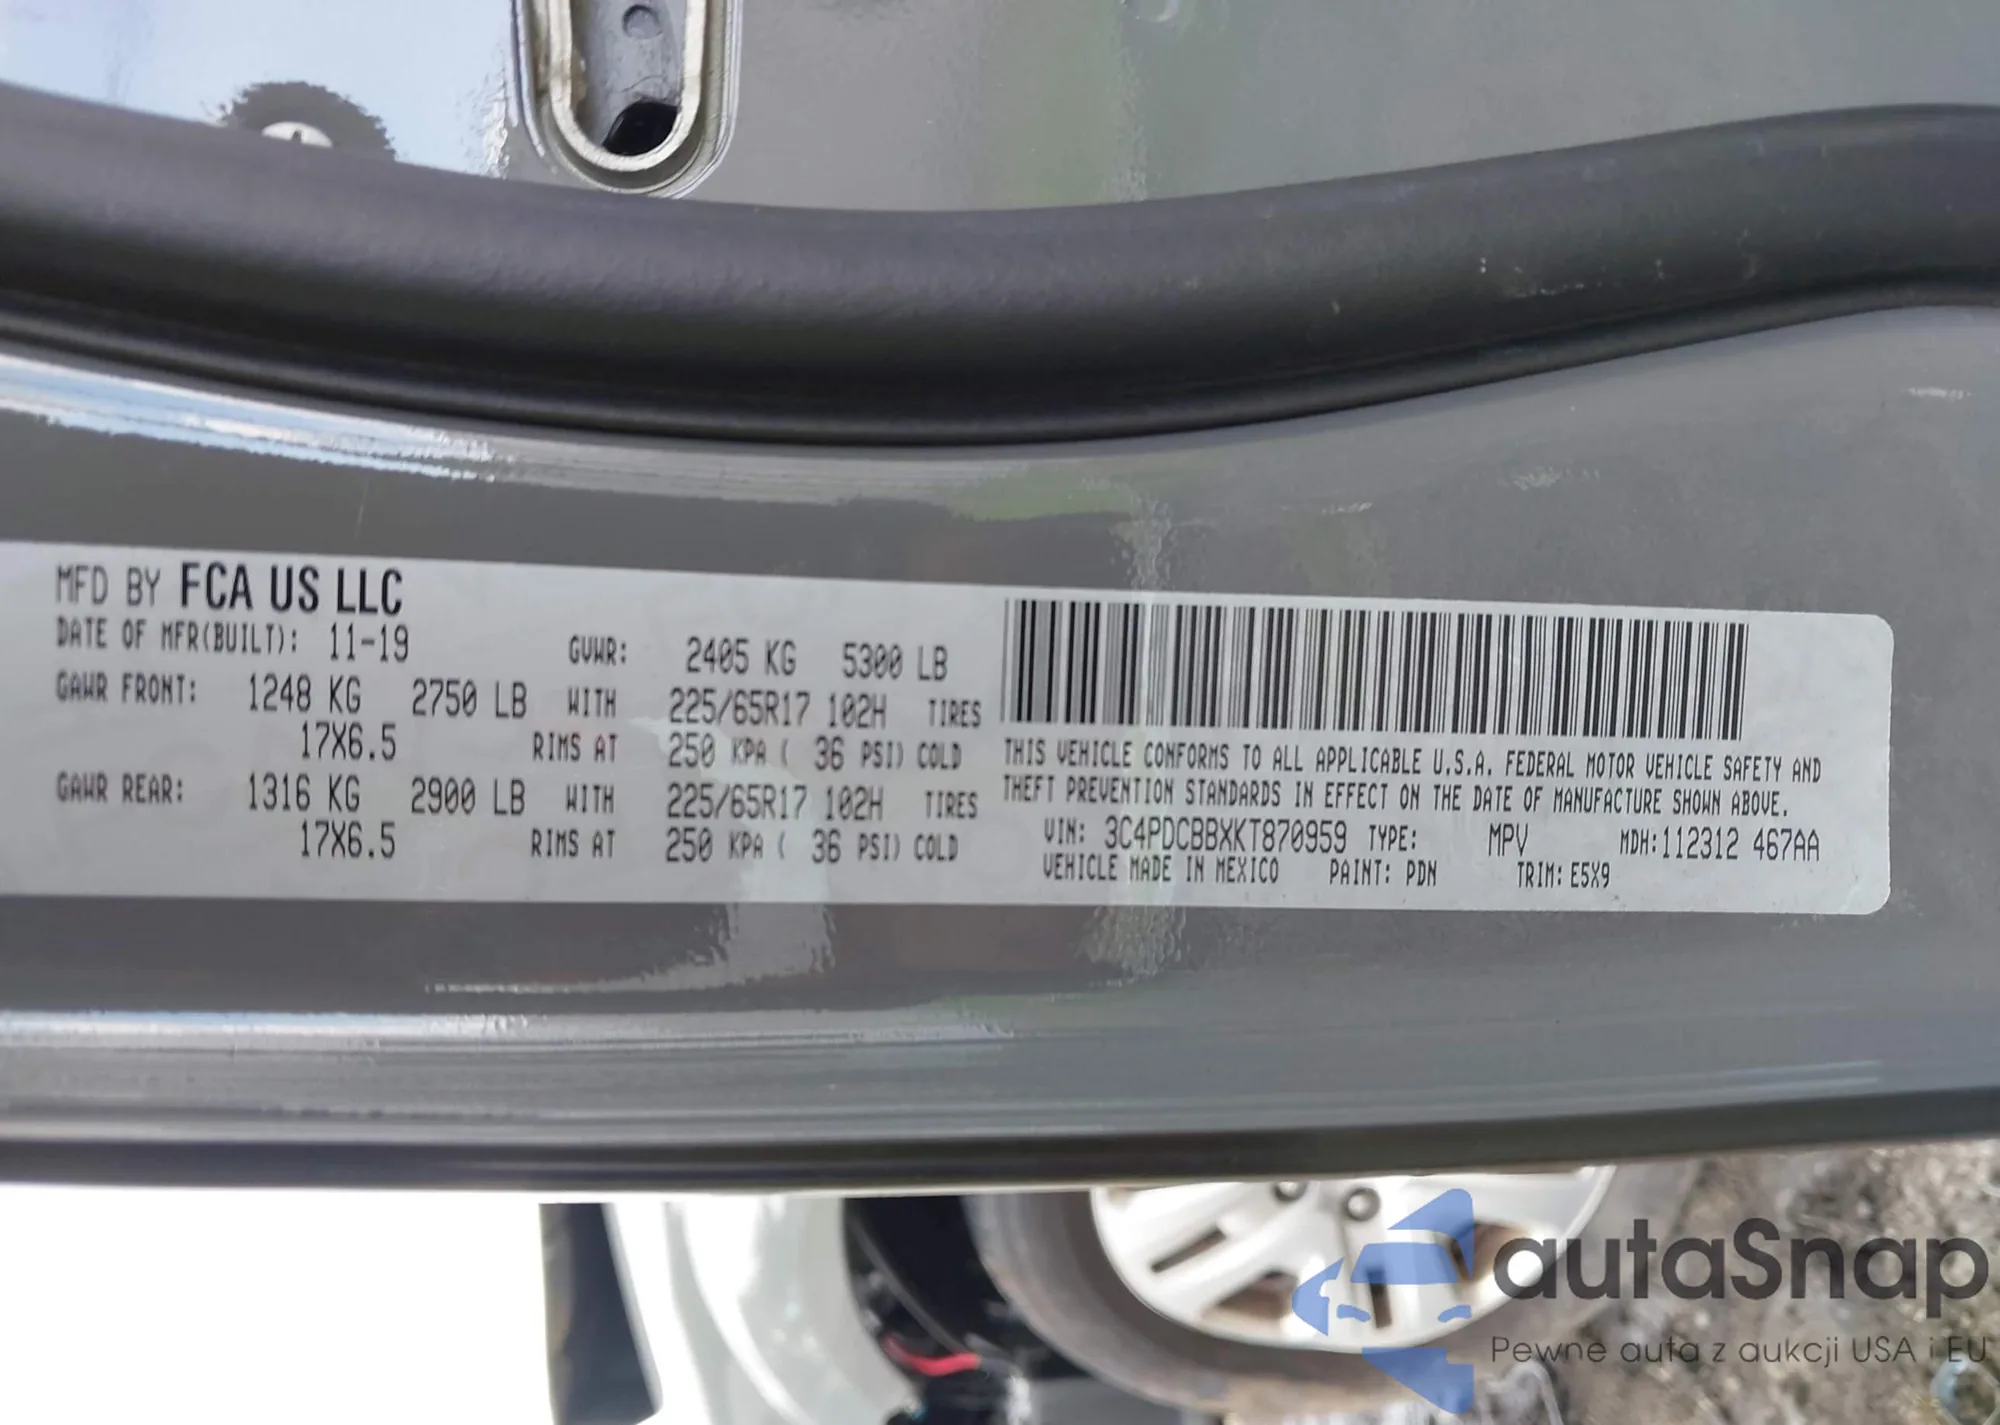 MFD BY FCA US LLC
DATE OF MFR(BUILT): 11-19 GVWR: 2405 KG 5300 LB
GAWR FRONT: 1248 KG 2750 LB WITH 225/65R17 102H TIRES
17X6.5 RIMS AT 250 KPA ( 36 PSI) COLD
GAWR REAR: 1316 KG 2900 LB WITH 225/65R17 102H TIRES
17X6.5 RIMS AT 250 KPA ( 36 PSI) COLD
THIS VEHICLE CONFORMS TO ALL APPLICABLE U.S.A. FEDERAL MOTOR VEHICLE SAFETY AND
THEFT PREVENTION STANDARDS IN EFFECT ON THE DATE OF MANUFACTURE SHOWN ABOVE.
VIN: 3C4PDCBBXKT870959 TYPE: MPV MDH:112312 467AA
VEHICLE MADE IN MEXICO PAINT: PDN TRIM: E5X9
autaSnap
Pewne auta z aukcji USA i EU